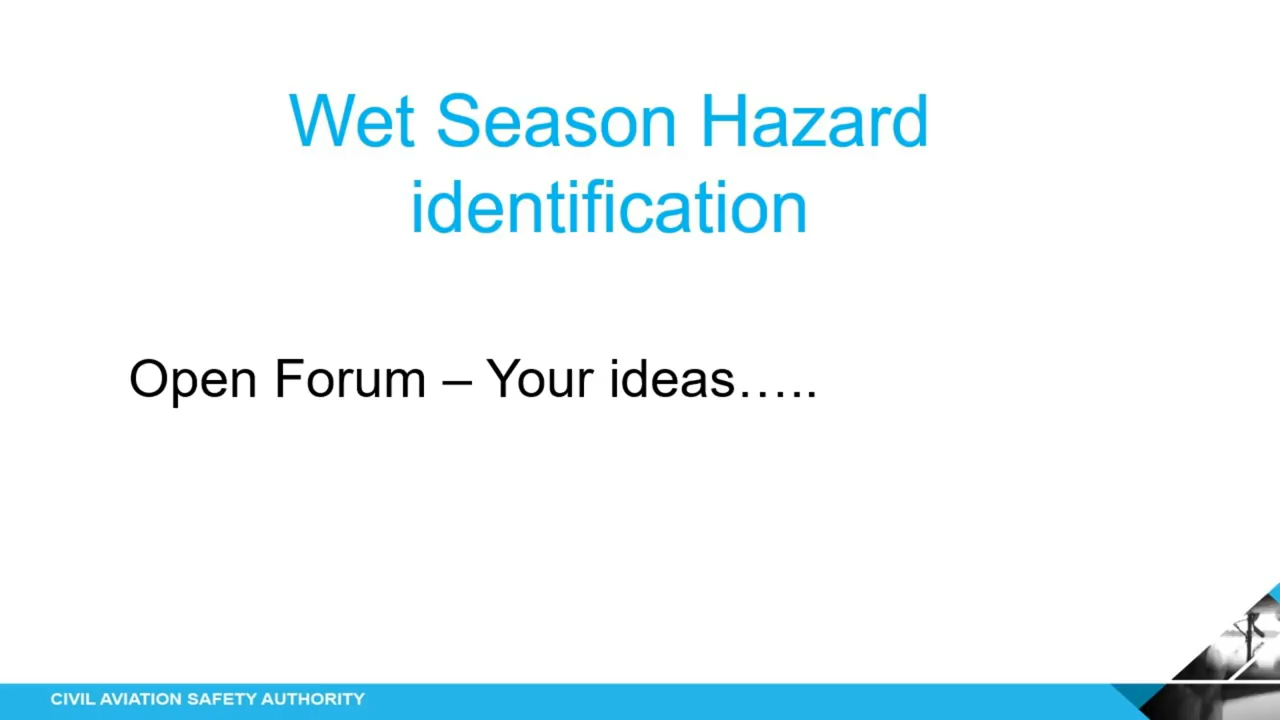 Wet Season Hazard
identification
Open Forum – Your ideas…..
CIVIL AVIATION SAFETY AUTHORITY